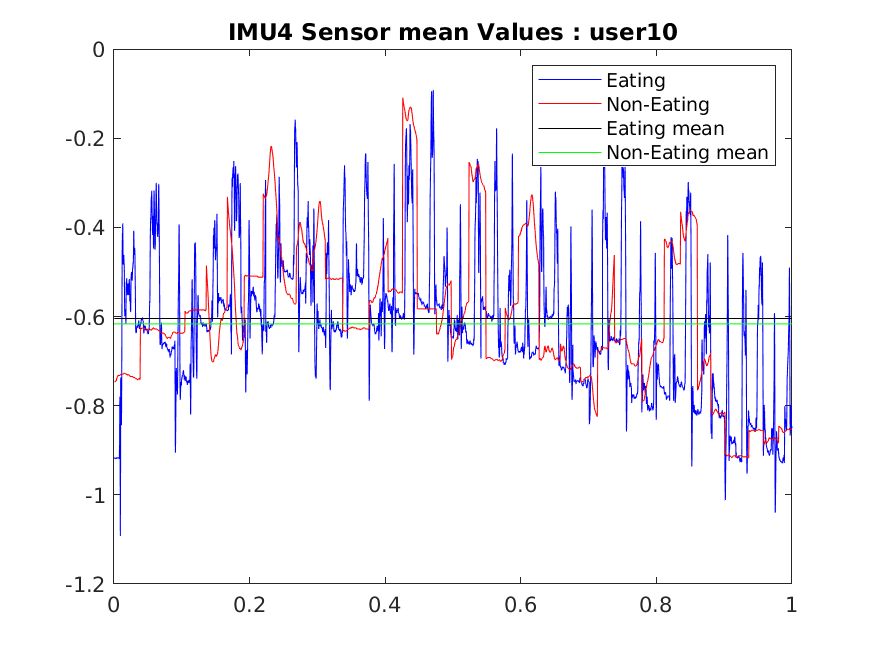 IMU4 Sensor mean Values : user10
Eating
Non-Eating
Eating mean
Non-Eating mean
0
-0.2
-0.4
-0.6
-0.8
-1
-1.2
0 0.2 0.4 0.6 0.8 1